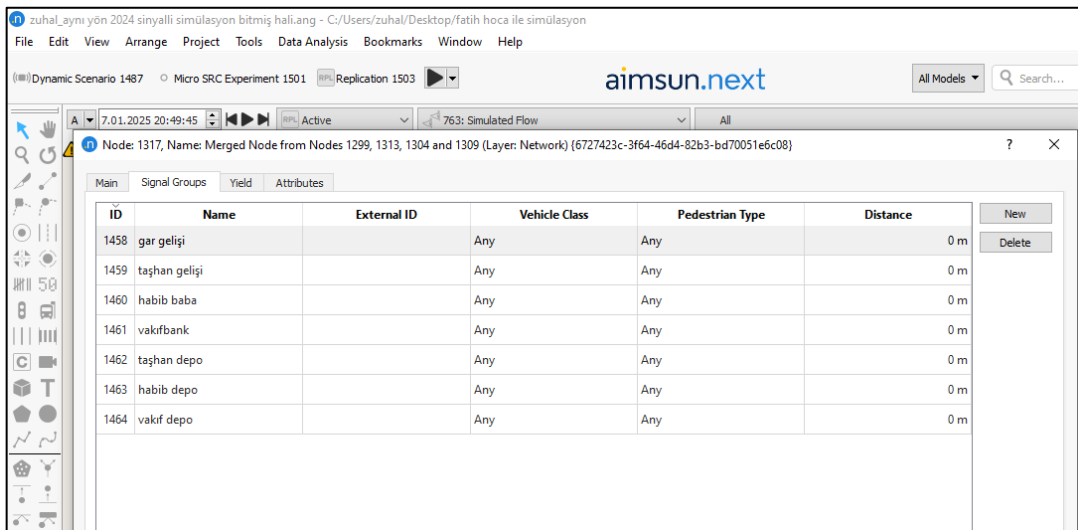 zuhal_aynı yön 2024 sinyalli simülasyon bitmiş hali.ang - C:/Users/zuhal/Desktop/fatih hoca ile simülasyon
File Edit View Arrange Project Tools Data Analysis Bookmarks Window Help
Dynamic Scenario 1487 Micro SRC Experiment 1501 RPL Replication 1503 aimsun.next All Models Search...
A 7.01.2025 20:49:45 RPL Active 763: Simulated Flow All
Node: 1317, Name: Merged Node from Nodes 1299, 1313, 1304 and 1309 (Layer: Network) {6727423c-3f64-46d4-82b3-bd70051e6c08} ? X
Main Signal Groups Yield Attributes
ID Name External ID Vehicle Class Pedestrian Type Distance New
1458 gar gelişi Any Any 0 m Delete
1459 taşhan gelişi Any Any 0 m
1460 habib baba Any Any 0 m
50
1461 vakıfbank Any Any 0 m
1462 taşhan depo Any Any 0 m
C
1463 habib depo Any Any 0 m
T
1464 vakıf depo Any Any 0 m